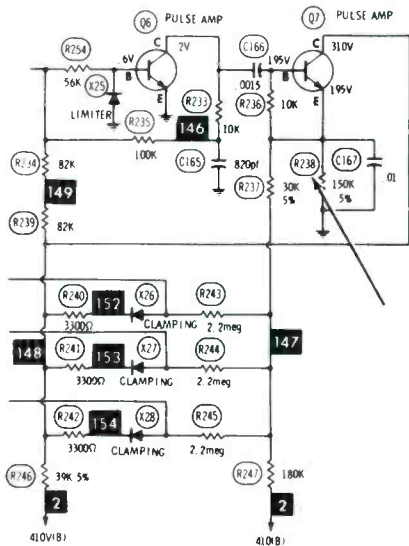 Q6 PULSE AMP
Q7 PULSE AMP
C 2V
C 310V
R254
.6V
B
C166
195V
B
56K
X25
E
R233
.0015
R236
E
195V
LIMITER
R235
146
10K
10K
100K
C165
820pf
R238
C167
R234
82K
R237
30K
5%
150K
5%
.01
149
R239
82K
R240
152
X26
R243
3300Ω
CLAMPING
2.2meg
148
R241
153
X27
R244
147
3300Ω
CLAMPING
2.2meg
R242
154
X28
R245
3300Ω
CLAMPING
2.2meg
R246
39K 5%
R247
180K
2
2
410V(B)
410(B)